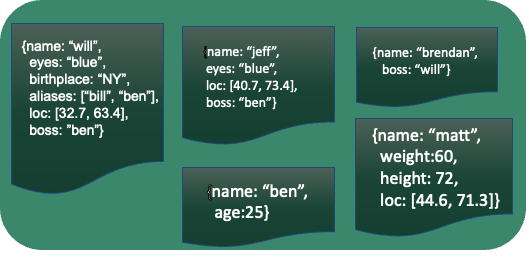 {name: “will”,
eyes: “blue”,
birthplace: “NY”,
aliases: [“bill”, “ben”],
loc: [32.7, 63.4],
boss: ”ben”}
{name: “jeff”,
eyes: “blue”,
loc: [40.7, 73.4],
boss: “ben”}
{name: “brendan”,
boss: “will”}
{name: “ben”,
age:25}
{name: “matt”,
weight:60,
height: 72,
loc: [44.6, 71.3]}